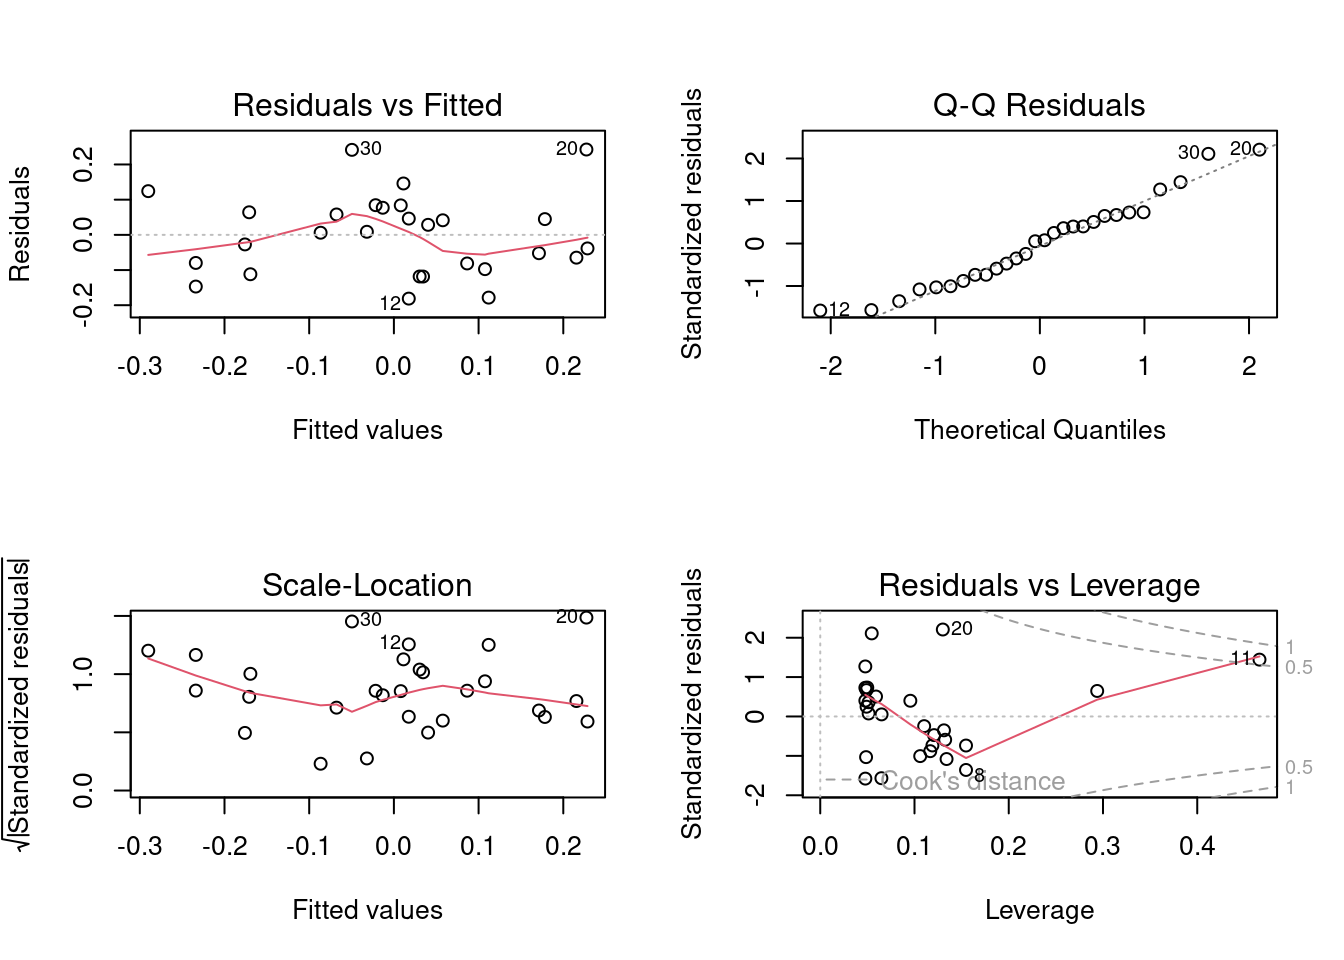 Residuals vs Fitted
Residuals
0.2
0.0
-0.2
30
20
12
-0.3 -0.2 -0.1 0.0 0.1 0.2
Fitted values
Q-Q Residuals
Standardized residuals
2
1
0
-1
30
20
12
-2 -1 0 1 2
Theoretical Quantiles
Scale-Location
√|Standardized residuals|
1.0
0.0
30
20
12
-0.3 -0.2 -0.1 0.0 0.1 0.2
Fitted values
Residuals vs Leverage
Standardized residuals
2
1
0
-2
20
11
8
Cook's distance
1
0.5
0.5
1
0.0 0.1 0.2 0.3 0.4
Leverage